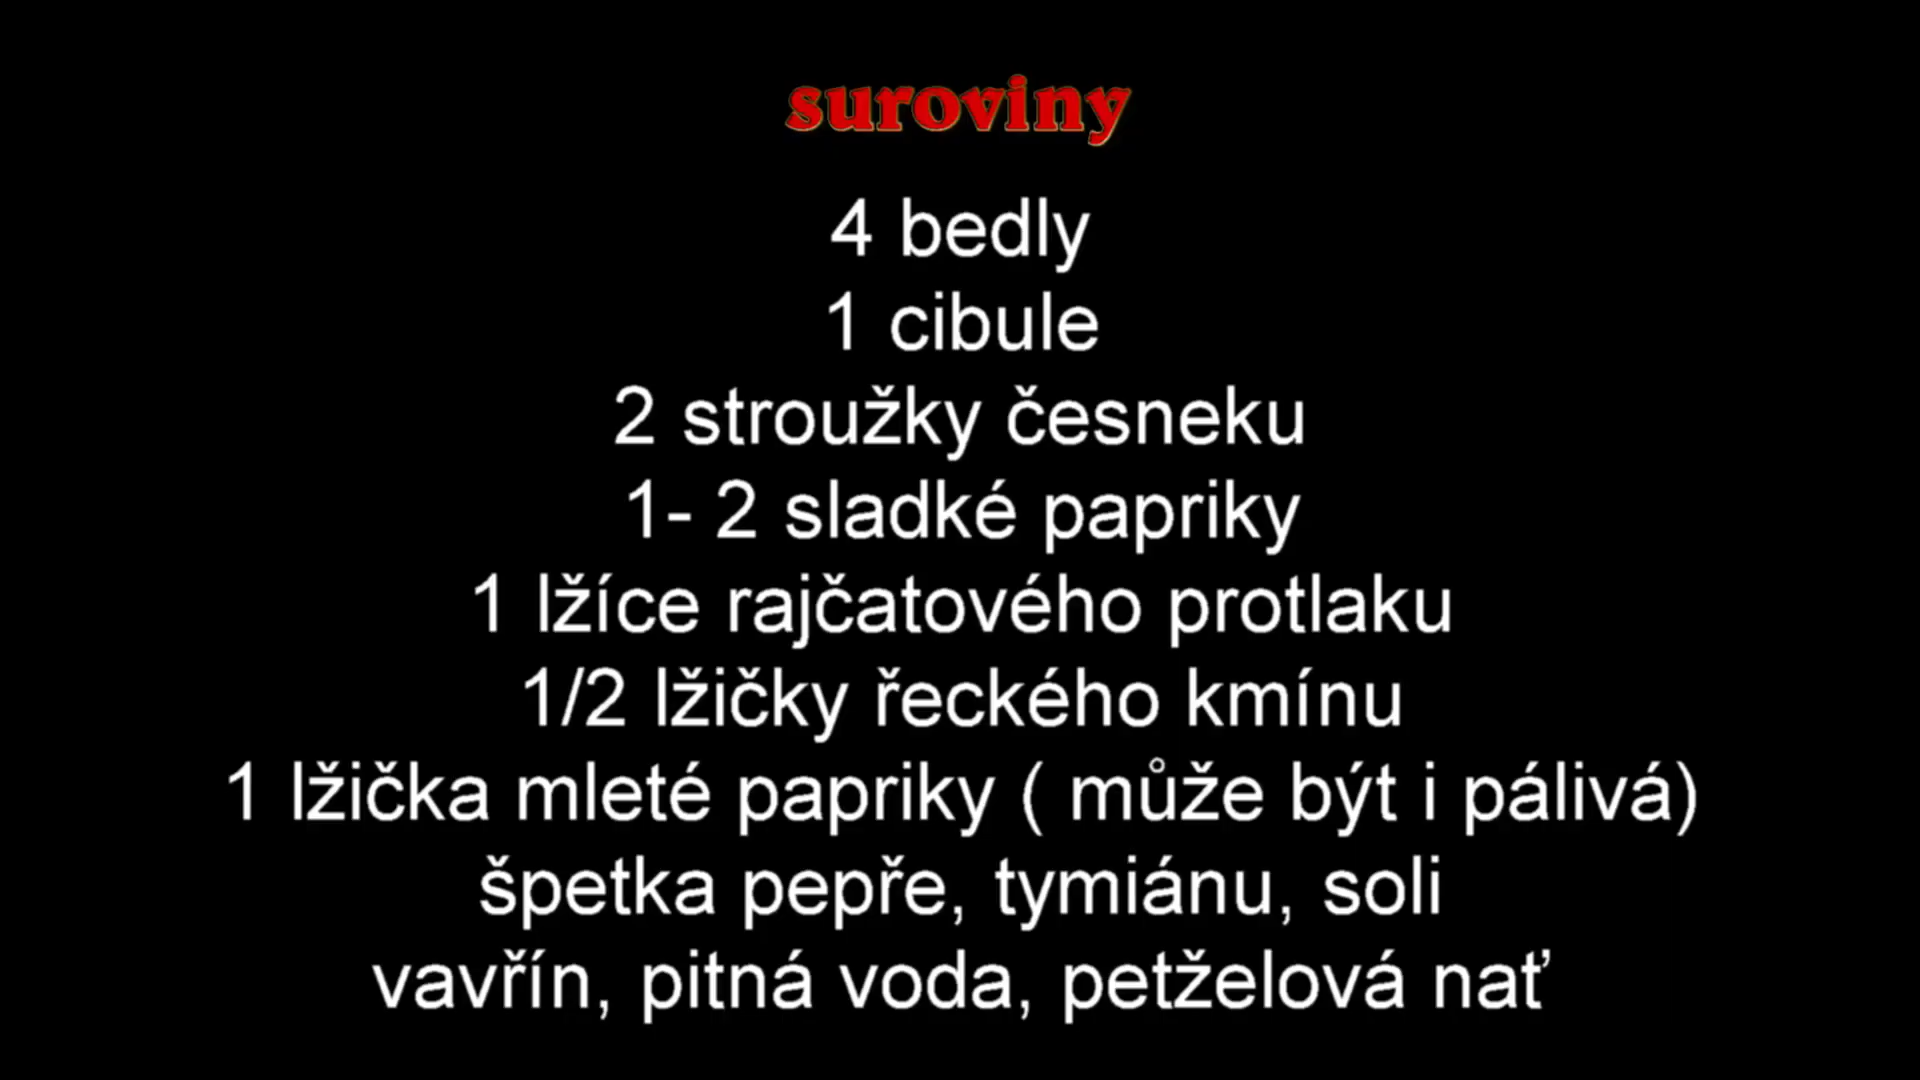 suroviny
4 bedly
1 cibule
2 stroužky česneku
1- 2 sladké papriky
1 lžíce rajčatového protlaku
1/2 lžičky řeckého kmínu
1 lžička mleté papriky ( může být i pálivá)
špetka pepře, tymiánu, soli
vavřín, pitná voda, petželová nať